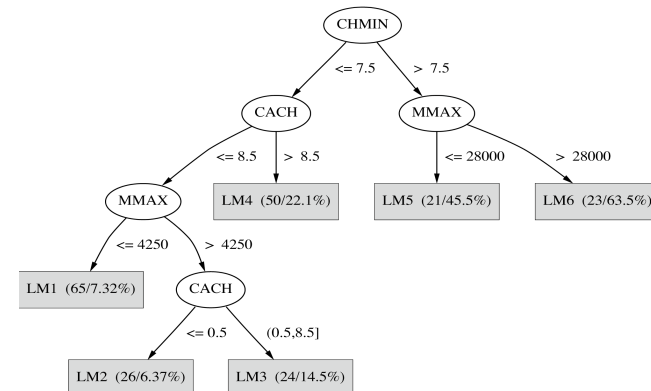 CHMIN
<= 7.5
> 7.5
CACH
MMAX
<= 8.5
> 8.5
<= 28000
> 28000
MMAX
LM4 (50/22.1%)
LM5 (21/45.5%)
LM6 (23/63.5%)
<= 4250
> 4250
LM1 (65/7.32%)
CACH
<= 0.5
(0.5,8.5]
LM2 (26/6.37%)
LM3 (24/14.5%)